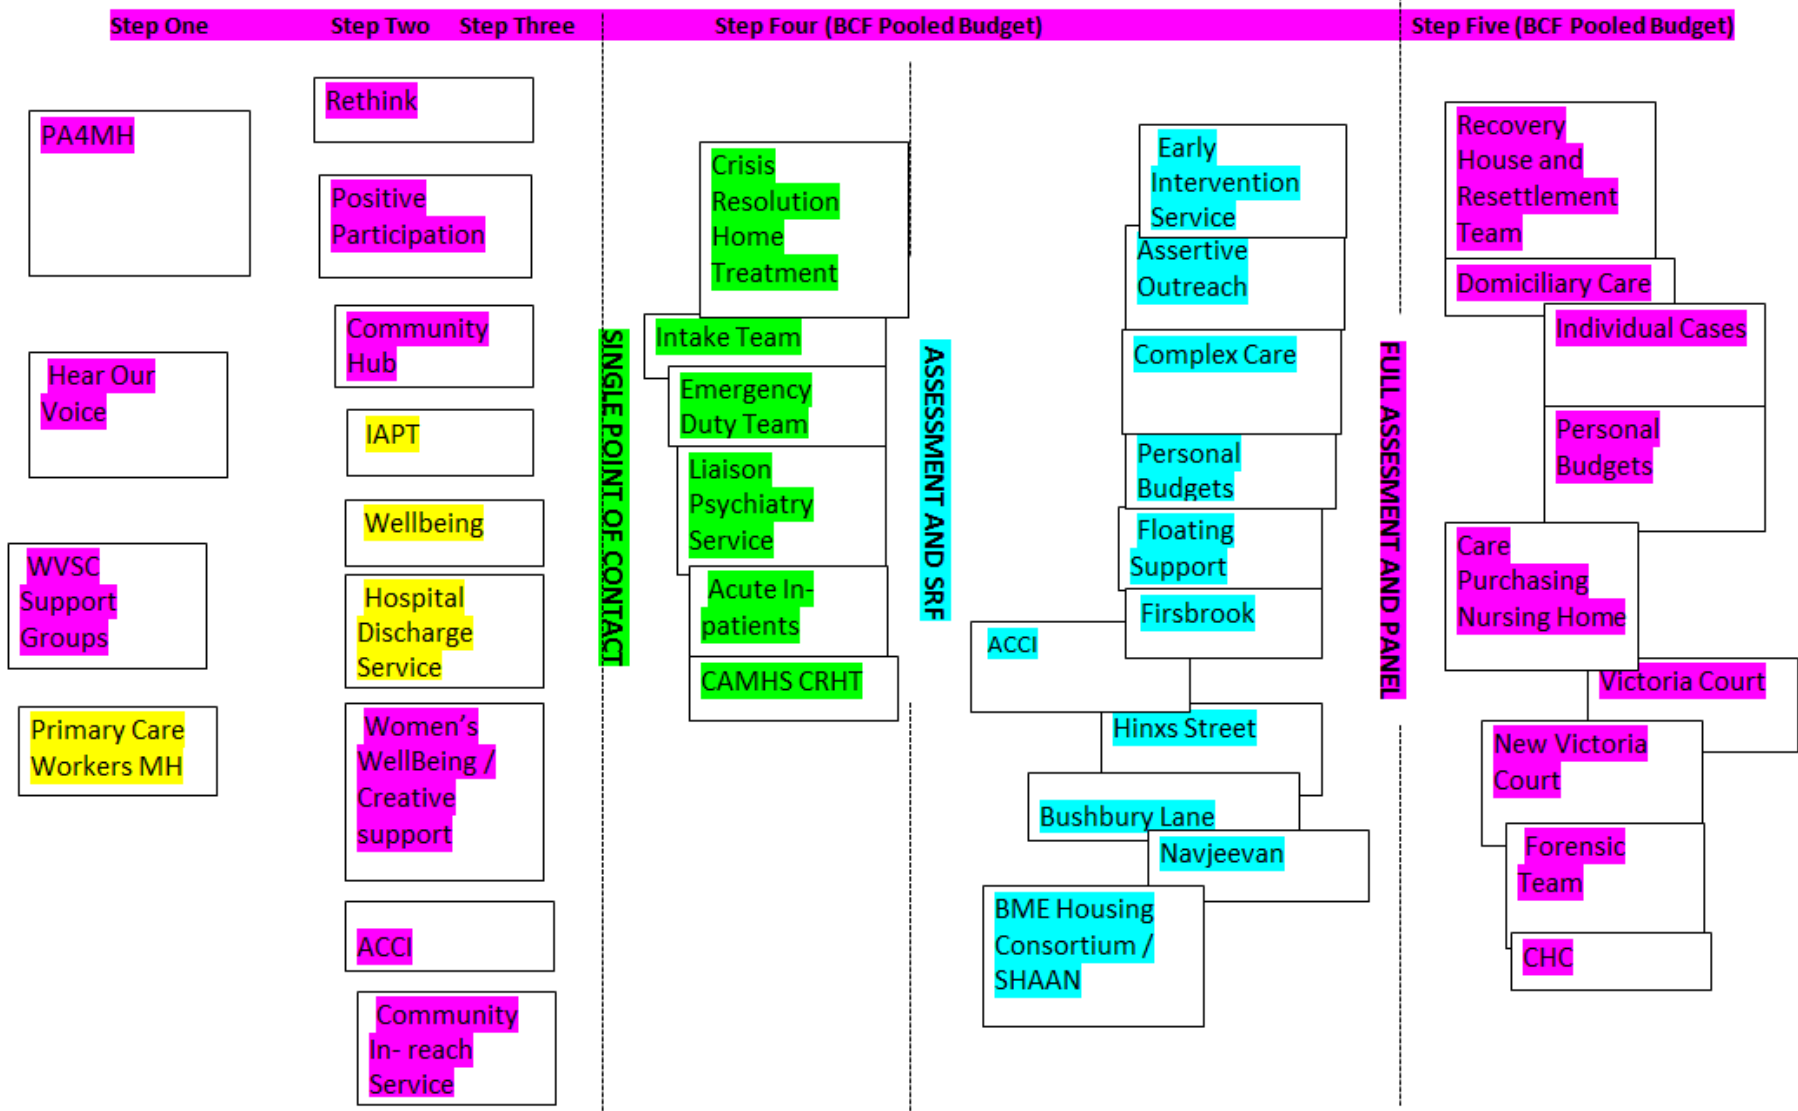 Step One
Step Two
Step Three
Step Four (BCF Pooled Budget)
Step Five (BCF Pooled Budget)
PA4MH
Hear Our
Voice
WVSC
Support
Groups
Primary Care
Workers MH
Rethink
Positive
Participation
Community
Hub
IAPT
Wellbeing
Hospital
Discharge
Service
Women's
WellBeing /
Creative
support
ACCI
Community
In- reach
Service
SINGLE POINT OF CONTACT
Crisis
Resolution
Home
Treatment
Intake Team
Emergency
Duty Team
Liaison
Psychiatry
Service
Acute In-
patients
CAMHS CRHT
ASSESSMENT AND SRF
Early
Intervention
Service
Assertive
Outreach
Complex Care
Personal
Budgets
Floating
Support
Firsbrook
ACCI
Hinxs Street
Bushbury Lane
Navjeevan
BME Housing
Consortium /
SHAAN
FULL ASSESSMENT AND PANEL
Recovery
House and
Resettlement
Team
Domiciliary Care
Individual Cases
Personal
Budgets
Care
Purchasing
Nursing Home
Victoria Court
New Victoria
Court
Forensic
Team
CHC